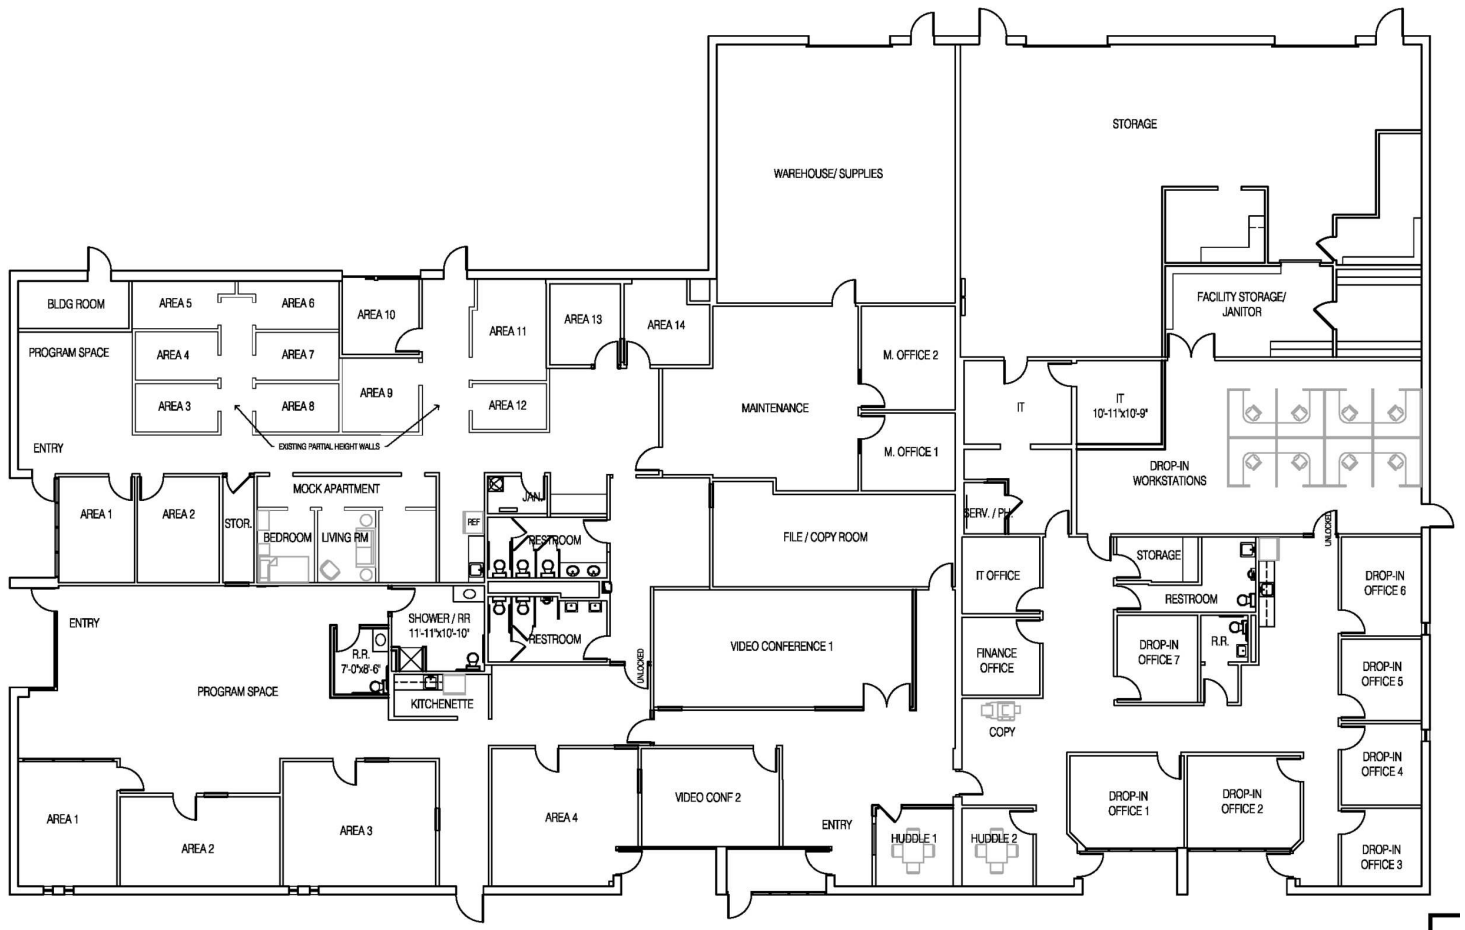 STORAGE
WAREHOUSE/ SUPPLIES
BLDG ROOM
AREA 5
AREA 6
AREA 10
AREA 11
AREA 13
AREA 14
FACILITY STORAGE/
JANITOR
PROGRAM SPACE
AREA 4
AREA 7
M. OFFICE 2
AREA 3
AREA 8
AREA 9
AREA 12
MAINTENANCE
IT
IT
10'-11"x10'-9"
ENTRY
EXISTING PARTIAL HEIGHT WALLS
M. OFFICE 1
DROP-IN
WORKSTATIONS
MOCK APARTMENT
JAN.
AREA 1
AREA 2
STOR.
BEDROOM
LIVING RM
REF
RESTROOM
FILE / COPY ROOM
SERV. / PH.
UNLOCKED
STORAGE
IT OFFICE
RESTROOM
DROP-IN
OFFICE 6
ENTRY
SHOWER / RR
11'-11"x10'-10"
RESTROOM
VIDEO CONFERENCE 1
FINANCE
OFFICE
DROP-IN
OFFICE 7
R.R.
R.R.
7'-0"x8'-6"
UNLOCKED
DROP-IN
OFFICE 5
PROGRAM SPACE
KITCHENETTE
COPY
DROP-IN
OFFICE 4
AREA 1
AREA 2
AREA 3
AREA 4
VIDEO CONF 2
ENTRY
HUDDLE 1
HUDDLE 2
DROP-IN
OFFICE 1
DROP-IN
OFFICE 2
DROP-IN
OFFICE 3